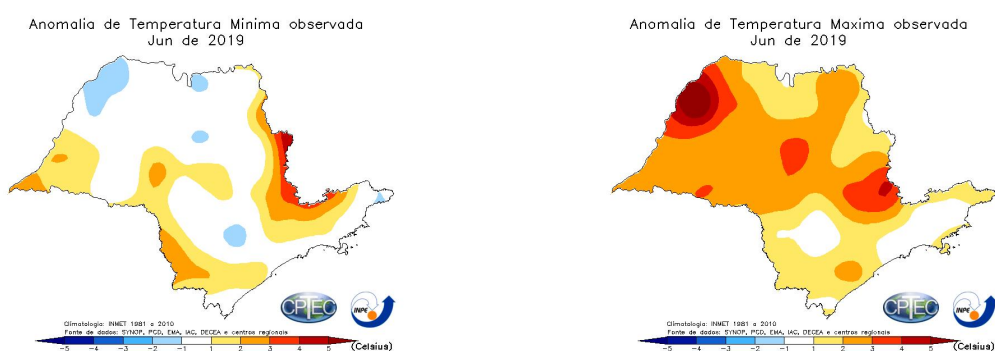 Anomalia de Temperatura Minima observada
Jun de 2019
CPTEC
INPE
Climatologia: INMET 1981 a 2010
Fonte de dados: SYNOP, PCD, EMA, IAC, DECEA e centros regionais
-5 -4 -3 -2 -1 1 2 3 4 5 (Celsius)
Anomalia de Temperatura Maxima observada
Jun de 2019
CPTEC
INPE
Climatologia: INMET 1981 a 2010
Fonte de dados: SYNOP, PCD, EMA, IAC, DECEA e centros regionais
-5 -4 -3 -2 -1 1 2 3 4 5 (Celsius)